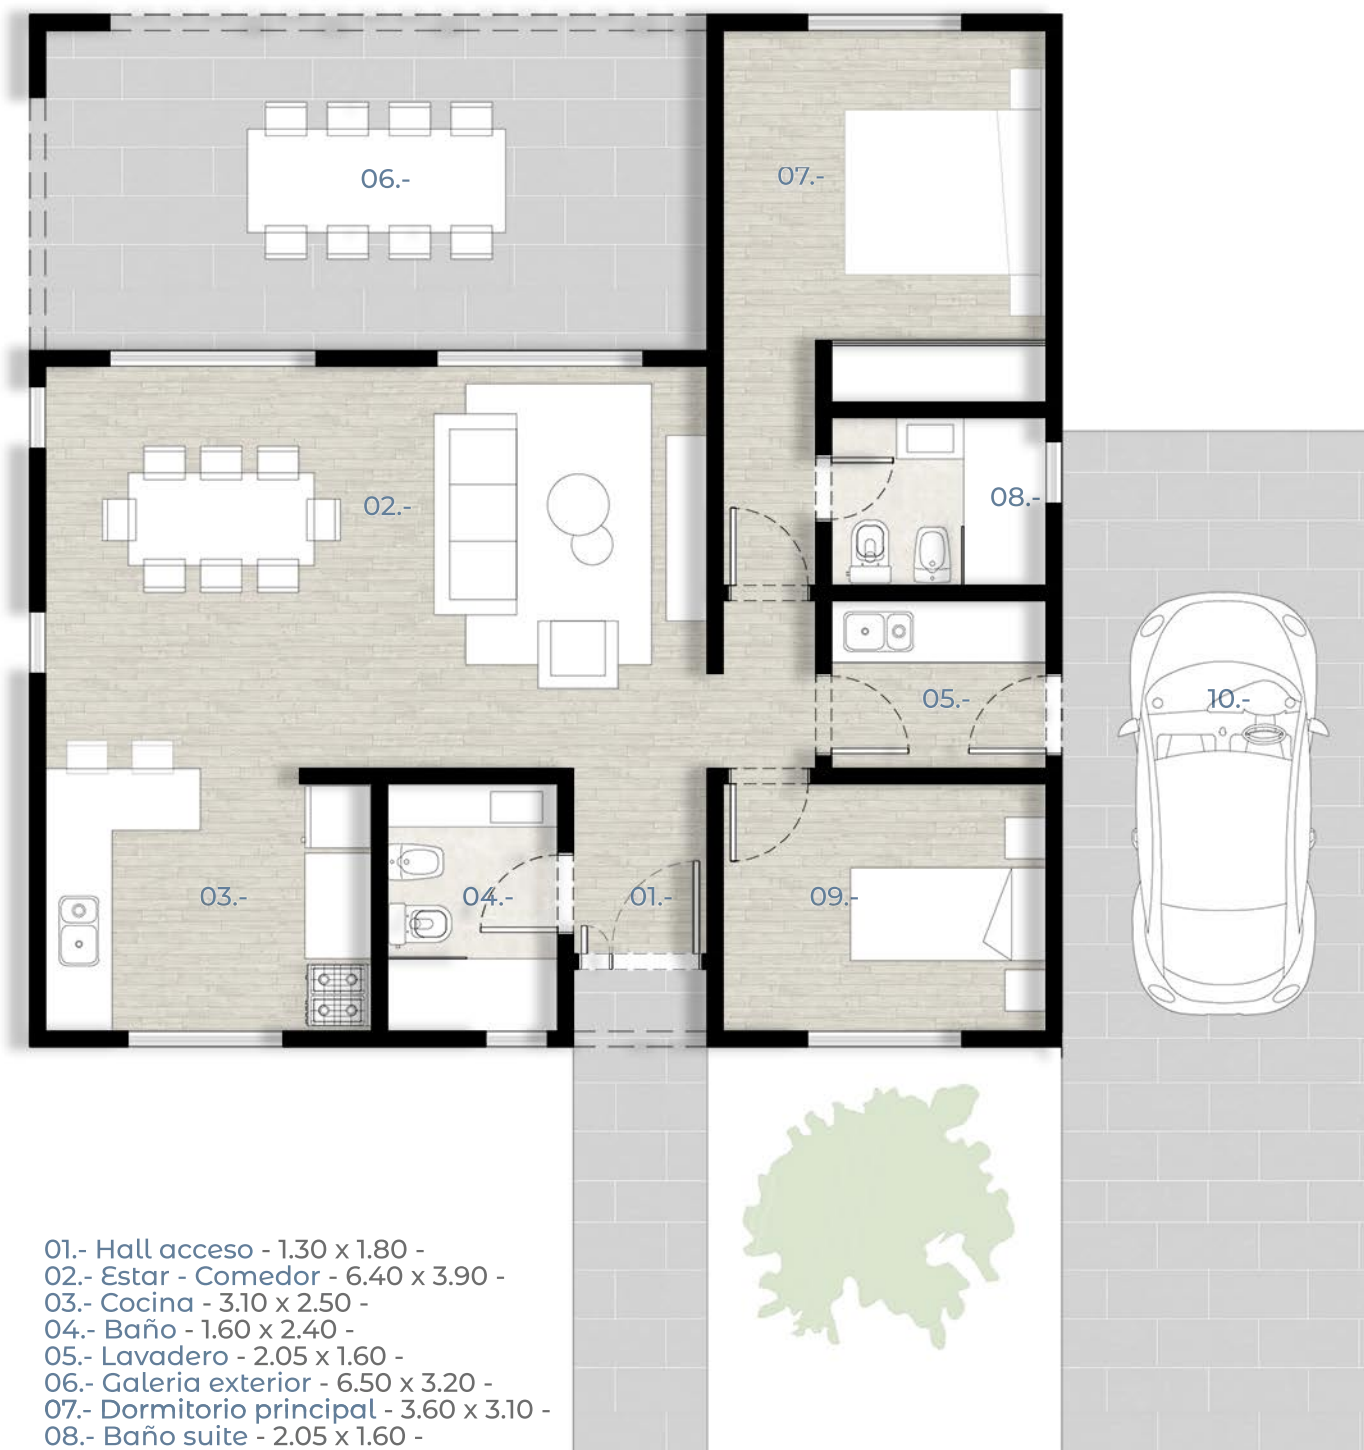 06.-
07.-
02.-
08.-
05.-
10.-
03.-
04.-
01.-
09.-
01.- Hall acceso - 1.30 x 1.80 -
02.- Estar - Comedor - 6.40 x 3.90 -
03.- Cocina - 3.10 x 2.50 -
04.- Baño - 1.60 x 2.40 -
05.- Lavadero - 2.05 x 1.60 -
06.- Galeria exterior - 6.50 x 3.20 -
07.- Dormitorio principal - 3.60 x 3.10 -
08.- Baño suite - 2.05 x 1.60 -